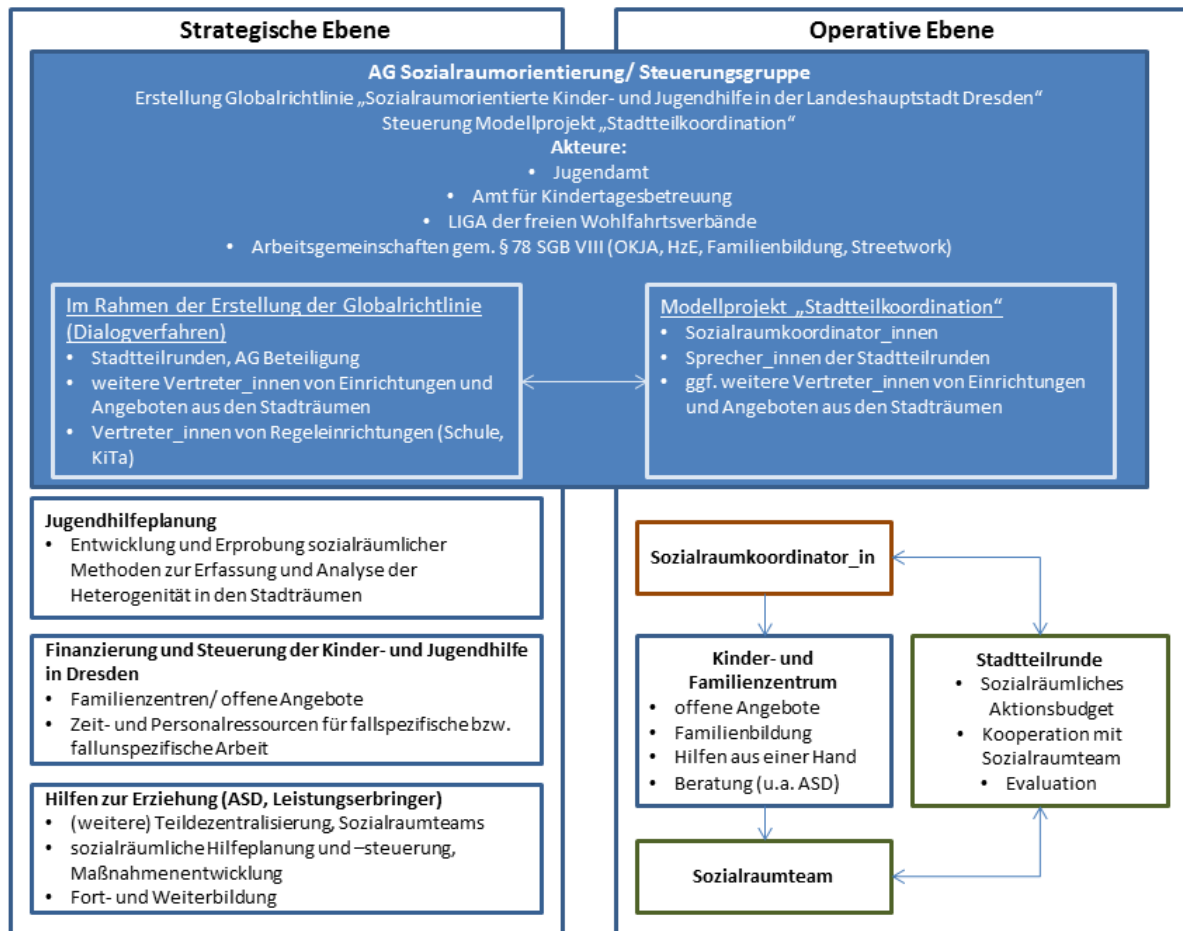 Strategische Ebene
Operative Ebene
AG Sozialraumorientierung/ Steuerungsgruppe
Erstellung Globalrichtlinie „Sozialraumorientierte Kinder- und Jugendhilfe in der Landeshauptstadt Dresden“
Steuerung Modellprojekt „Stadtteilkoordination“
Akteure:
• Jugendamt
• Amt für Kindertagesbetreuung
• LIGA der freien Wohlfahrtsverbände
• Arbeitsgemeinschaften gem. § 78 SGB VIII (OKJA, HzE, Familienbildung, Streetwork)
Im Rahmen der Erstellung der Globalrichtlinie
(Dialogverfahren)
• Stadtteilrunden, AG Beteiligung
• weitere Vertreter_innen von Einrichtungen und
Angeboten aus den Stadträumen
• Vertreter_innen von Regeleinrichtungen (Schule,
KiTa)
Modellprojekt „Stadtteilkoordination“
• Sozialraumkoordinator_innen
• Sprecher_innen der Stadtteilrunden
• ggf. weitere Vertreter_innen von Einrichtungen
und Angeboten aus den Stadträumen
Jugendhilfeplanung
• Entwicklung und Erprobung sozialräumlicher
Methoden zur Erfassung und Analyse der
Heterogenität in den Stadträumen
Finanzierung und Steuerung der Kinder- und Jugendhilfe
in Dresden
• Familienzentren/ offene Angebote
• Zeit- und Personalressourcen für fallspezifische bzw.
fallunspezifische Arbeit
Hilfen zur Erziehung (ASD, Leistungserbringer)
• (weitere) Teildezentralisierung, Sozialraumteams
• sozialräumliche Hilfeplanung und –steuerung,
Maßnahmenentwicklung
• Fort- und Weiterbildung
Sozialraumkoordinator_in
Kinder- und
Familienzentrum
• offene Angebote
• Familienbildung
• Hilfen aus einer Hand
• Beratung (u.a. ASD)
Stadtteilrunde
• Sozialräumliches
Aktionsbudget
• Kooperation mit
Sozialraumteam
• Evaluation
Sozialraumteam